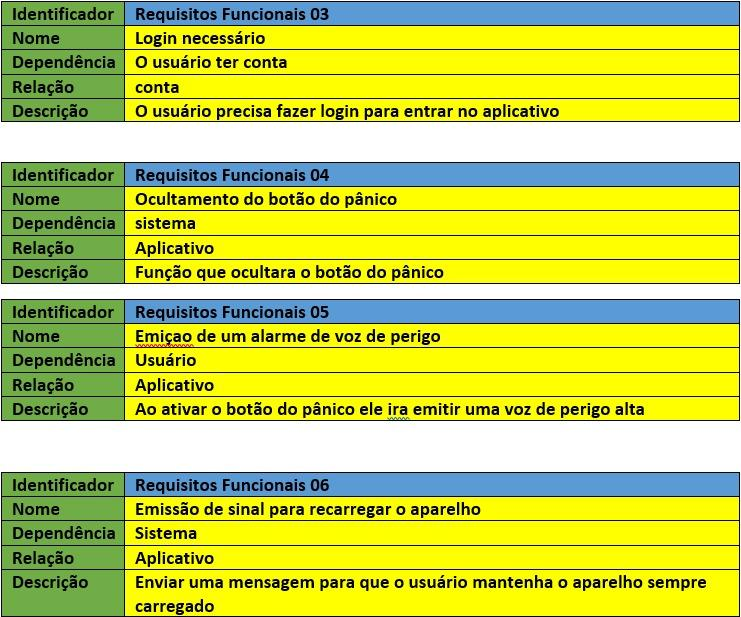 Identificador Requisitos Funcionais 03
Nome Login necessário
Dependência O usuário ter conta
Relação conta
Descrição O usuário precisa fazer login para entrar no aplicativo
Identificador Requisitos Funcionais 04
Nome Ocultamento do botão do pânico
Dependência sistema
Relação Aplicativo
Descrição Função que ocultara o botão do pânico
Identificador Requisitos Funcionais 05
Nome Emiçao de um alarme de voz de perigo
Dependência Usuário
Relação Aplicativo
Descrição Ao ativar o botão do pânico ele ira emitir uma voz de perigo alta
Identificador Requisitos Funcionais 06
Nome Emissão de sinal para recarregar o aparelho
Dependência Sistema
Relação Aplicativo
Descrição Enviar uma mensagem para que o usuário mantenha o aparelho sempre
carregado